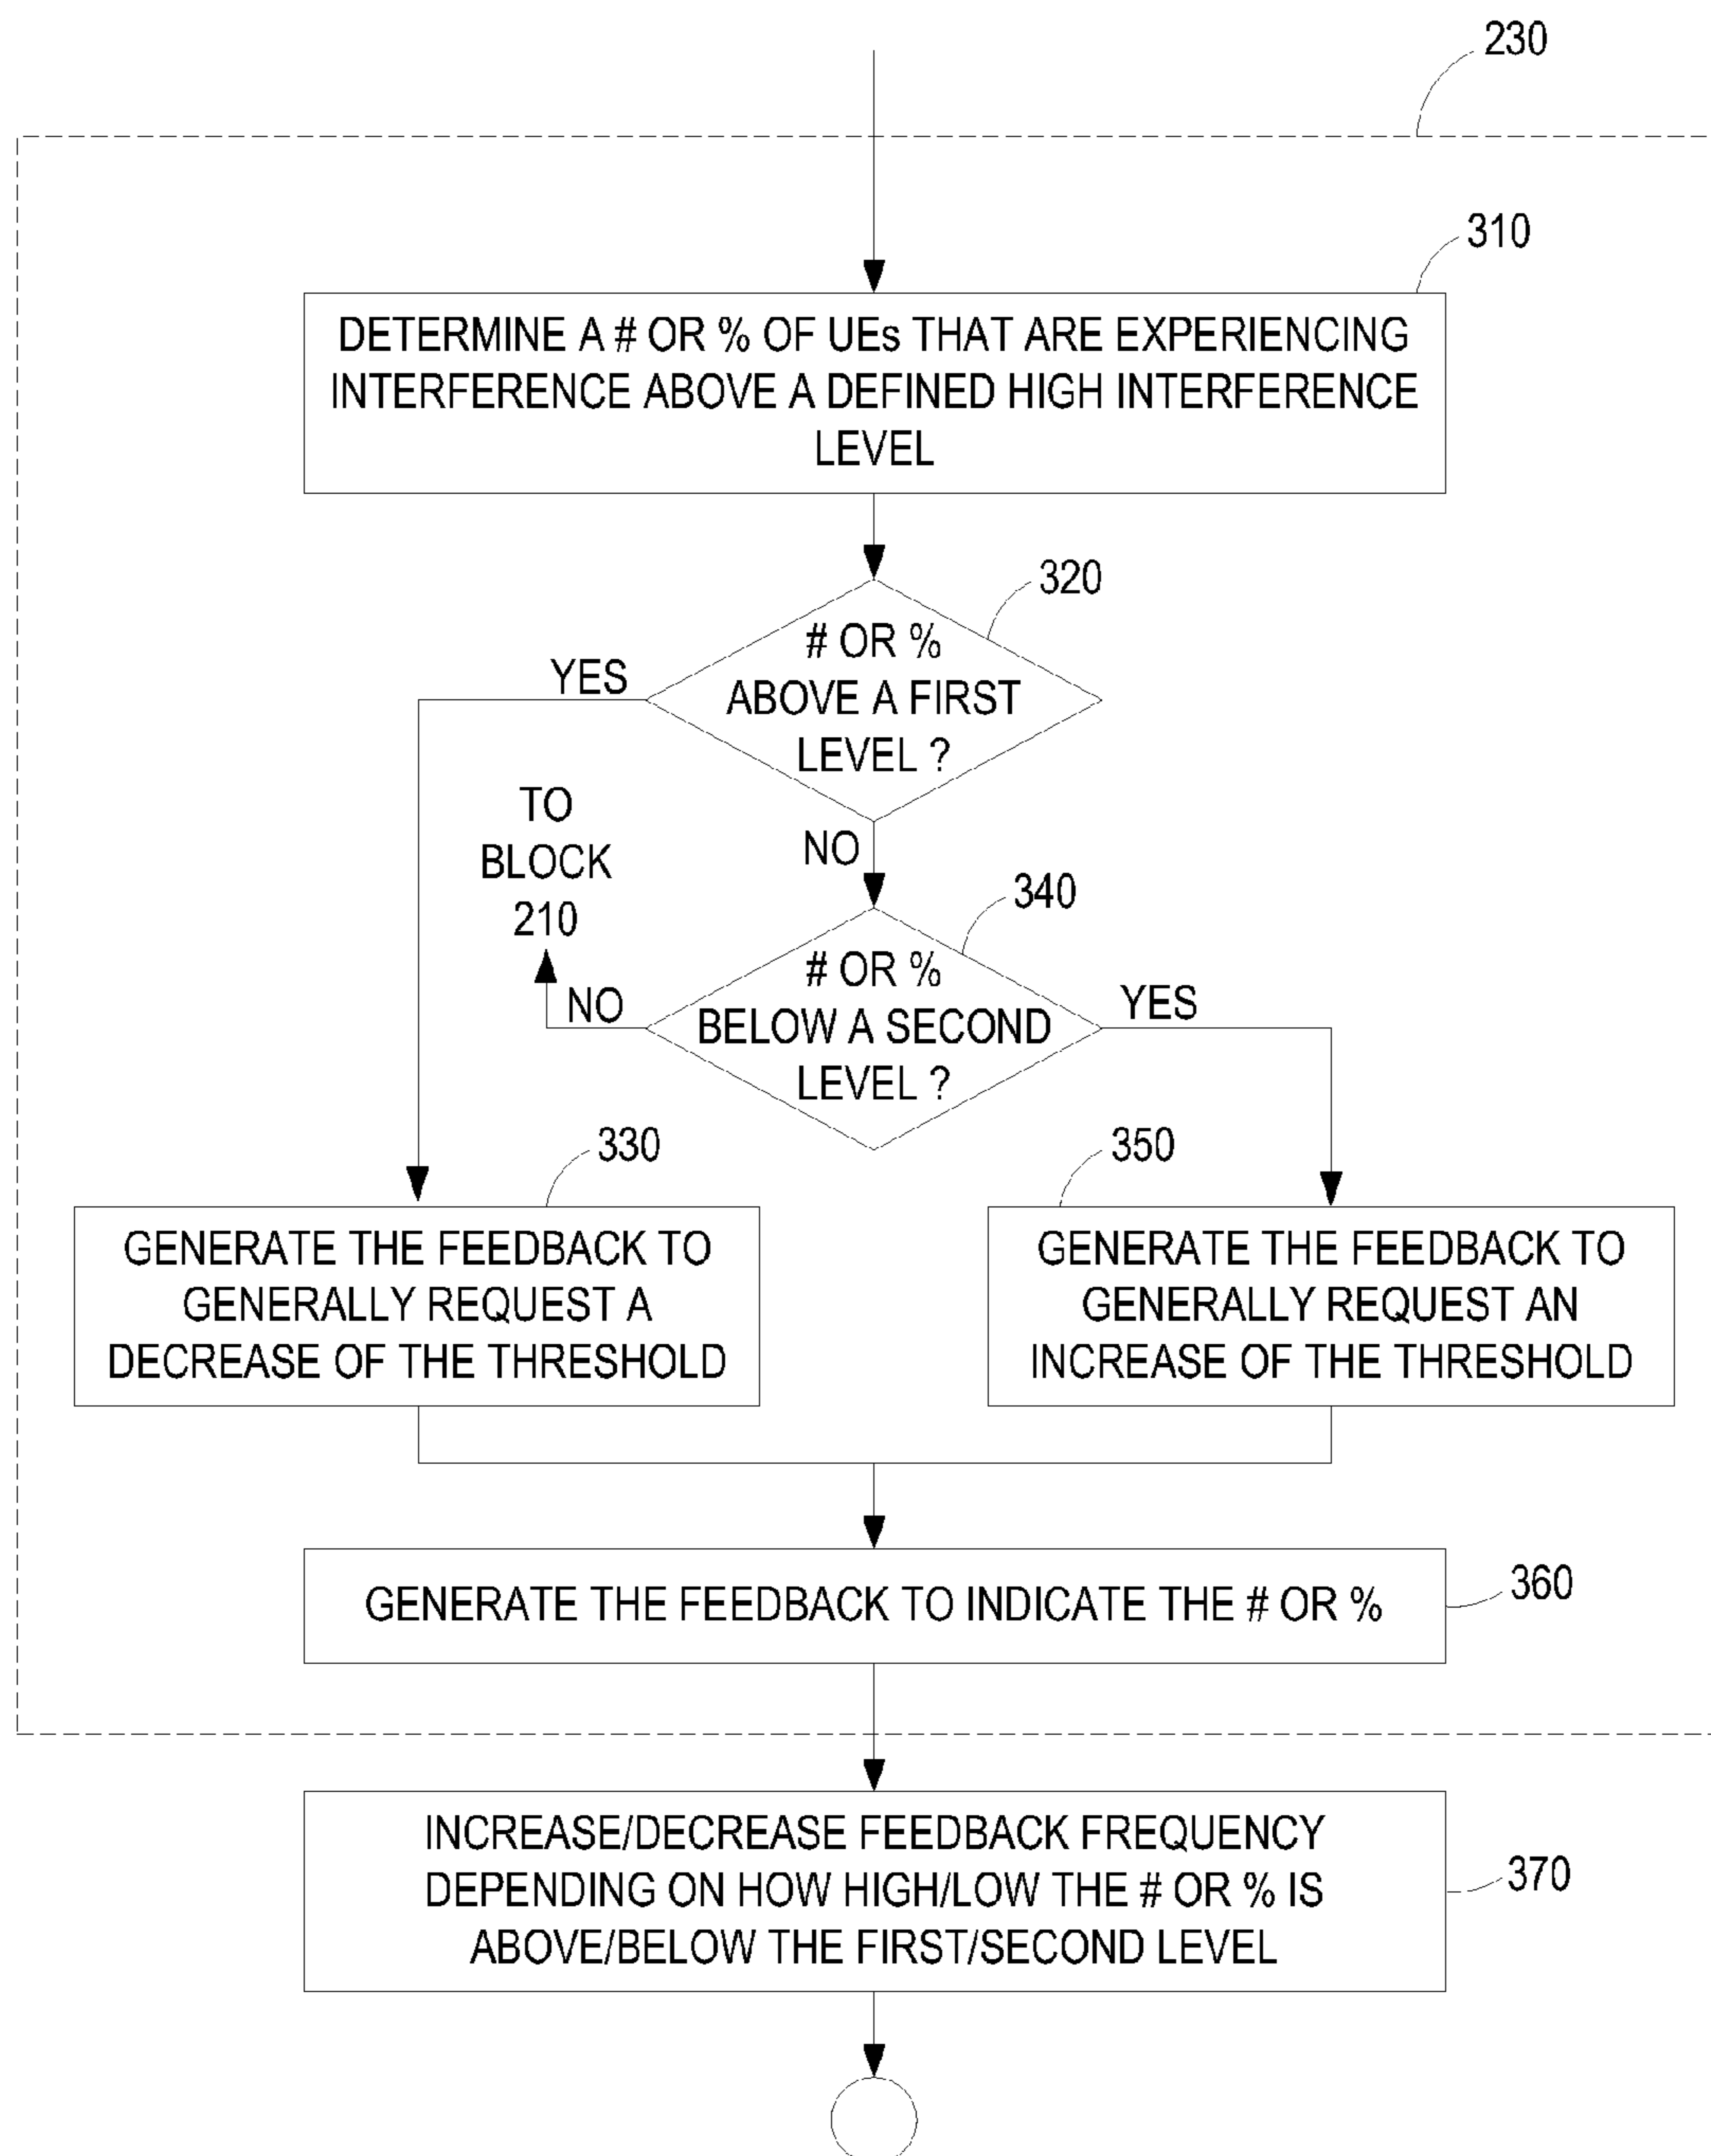 230
310
DETERMINE A # OR % OF UEs THAT ARE EXPERIENCING
INTERFERENCE ABOVE A DEFINED HIGH INTERFERENCE
LEVEL
320
# OR %
ABOVE A FIRST
LEVEL ?
YES
NO
TO
BLOCK
210
340
# OR %
BELOW A SECOND
LEVEL ?
NO
YES
330
GENERATE THE FEEDBACK TO
GENERALLY REQUEST A
DECREASE OF THE THRESHOLD
350
GENERATE THE FEEDBACK TO
GENERALLY REQUEST AN
INCREASE OF THE THRESHOLD
GENERATE THE FEEDBACK TO INDICATE THE # OR %
360
INCREASE/DECREASE FEEDBACK FREQUENCY
DEPENDING ON HOW HIGH/LOW THE # OR % IS
ABOVE/BELOW THE FIRST/SECOND LEVEL
370